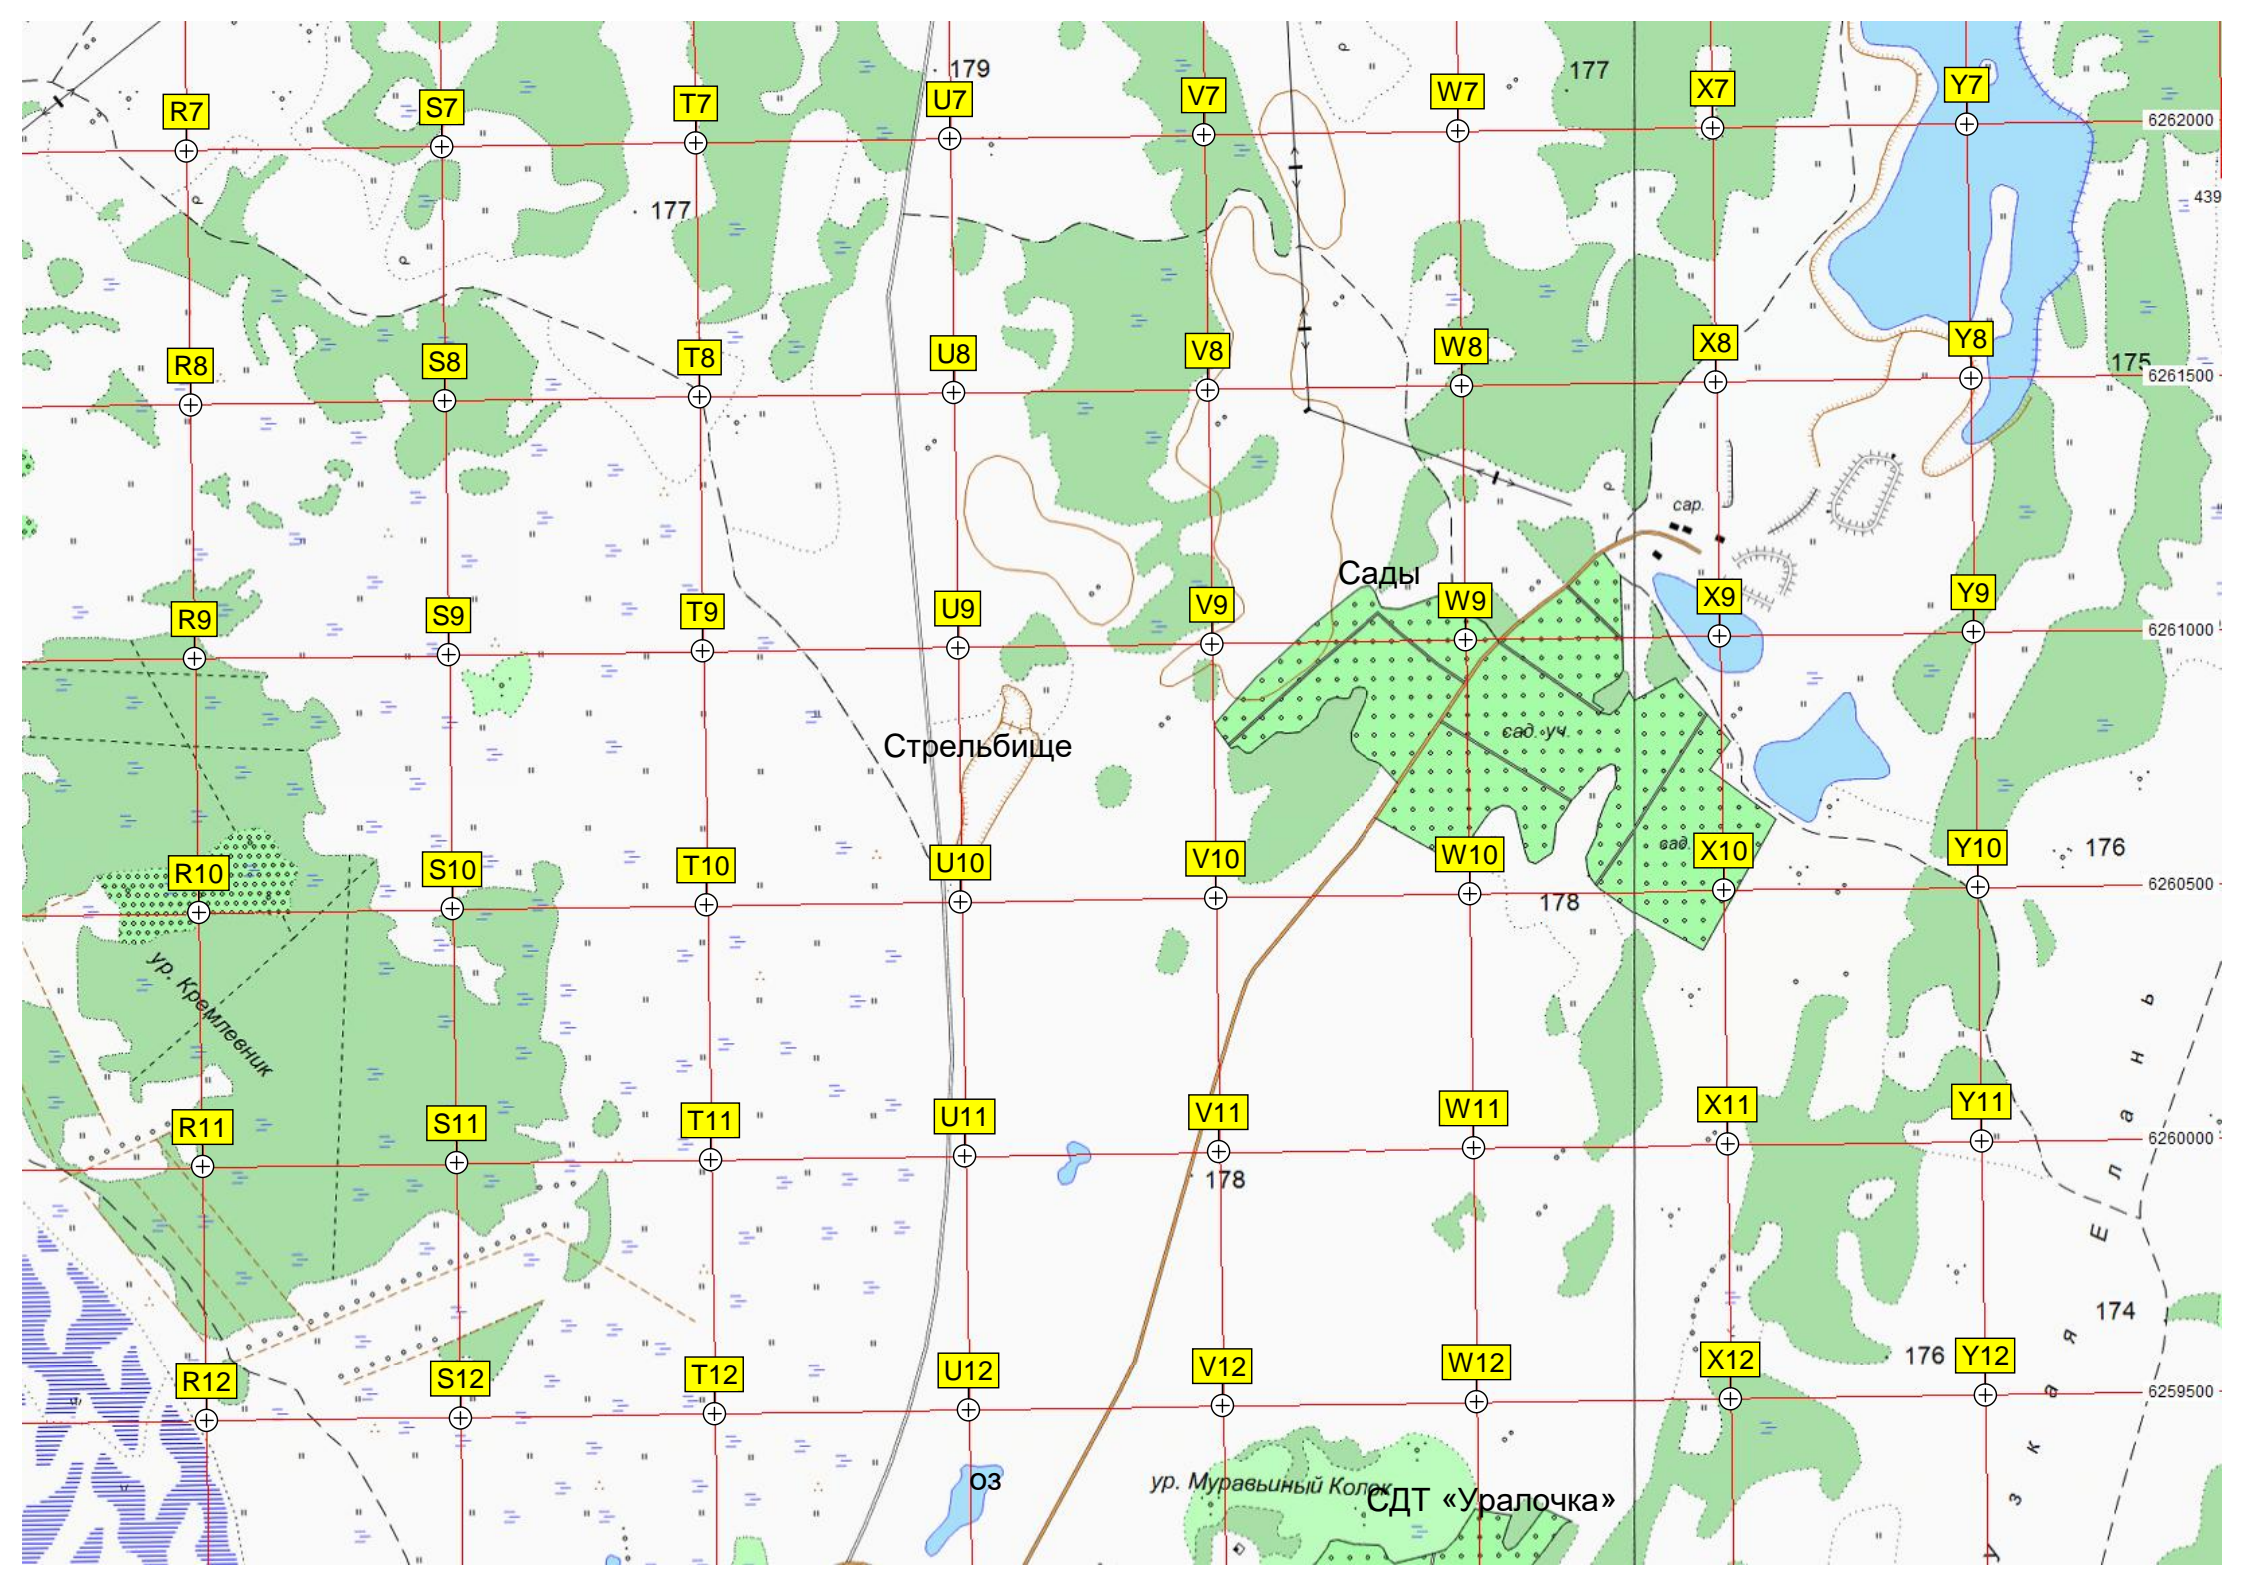 179
177
R7
S7
T7
U7
V7
W7
X7
Y7
6262000
р
р
р
177
439
R8
S8
T8
U8
V8
W8
X8
Y8
175
6261500
р
сар.
Сады
R9
S9
T9
U9
V9
W9
X9
Y9
6261000
Стрельбище
сад. уч.
сад.
R10
S10
T10
U10
V10
W10
X10
Y10
176
6260500
178
ур. Кремлевник
R11
S11
T11
U11
V11
W11
X11
Y11
6260000
178
Узкая Елань
174
176
R12
S12
T12
U12
V12
W12
X12
Y12
6259500
оз
ур. Муравьиный Колок
СДТ «Уралочка»